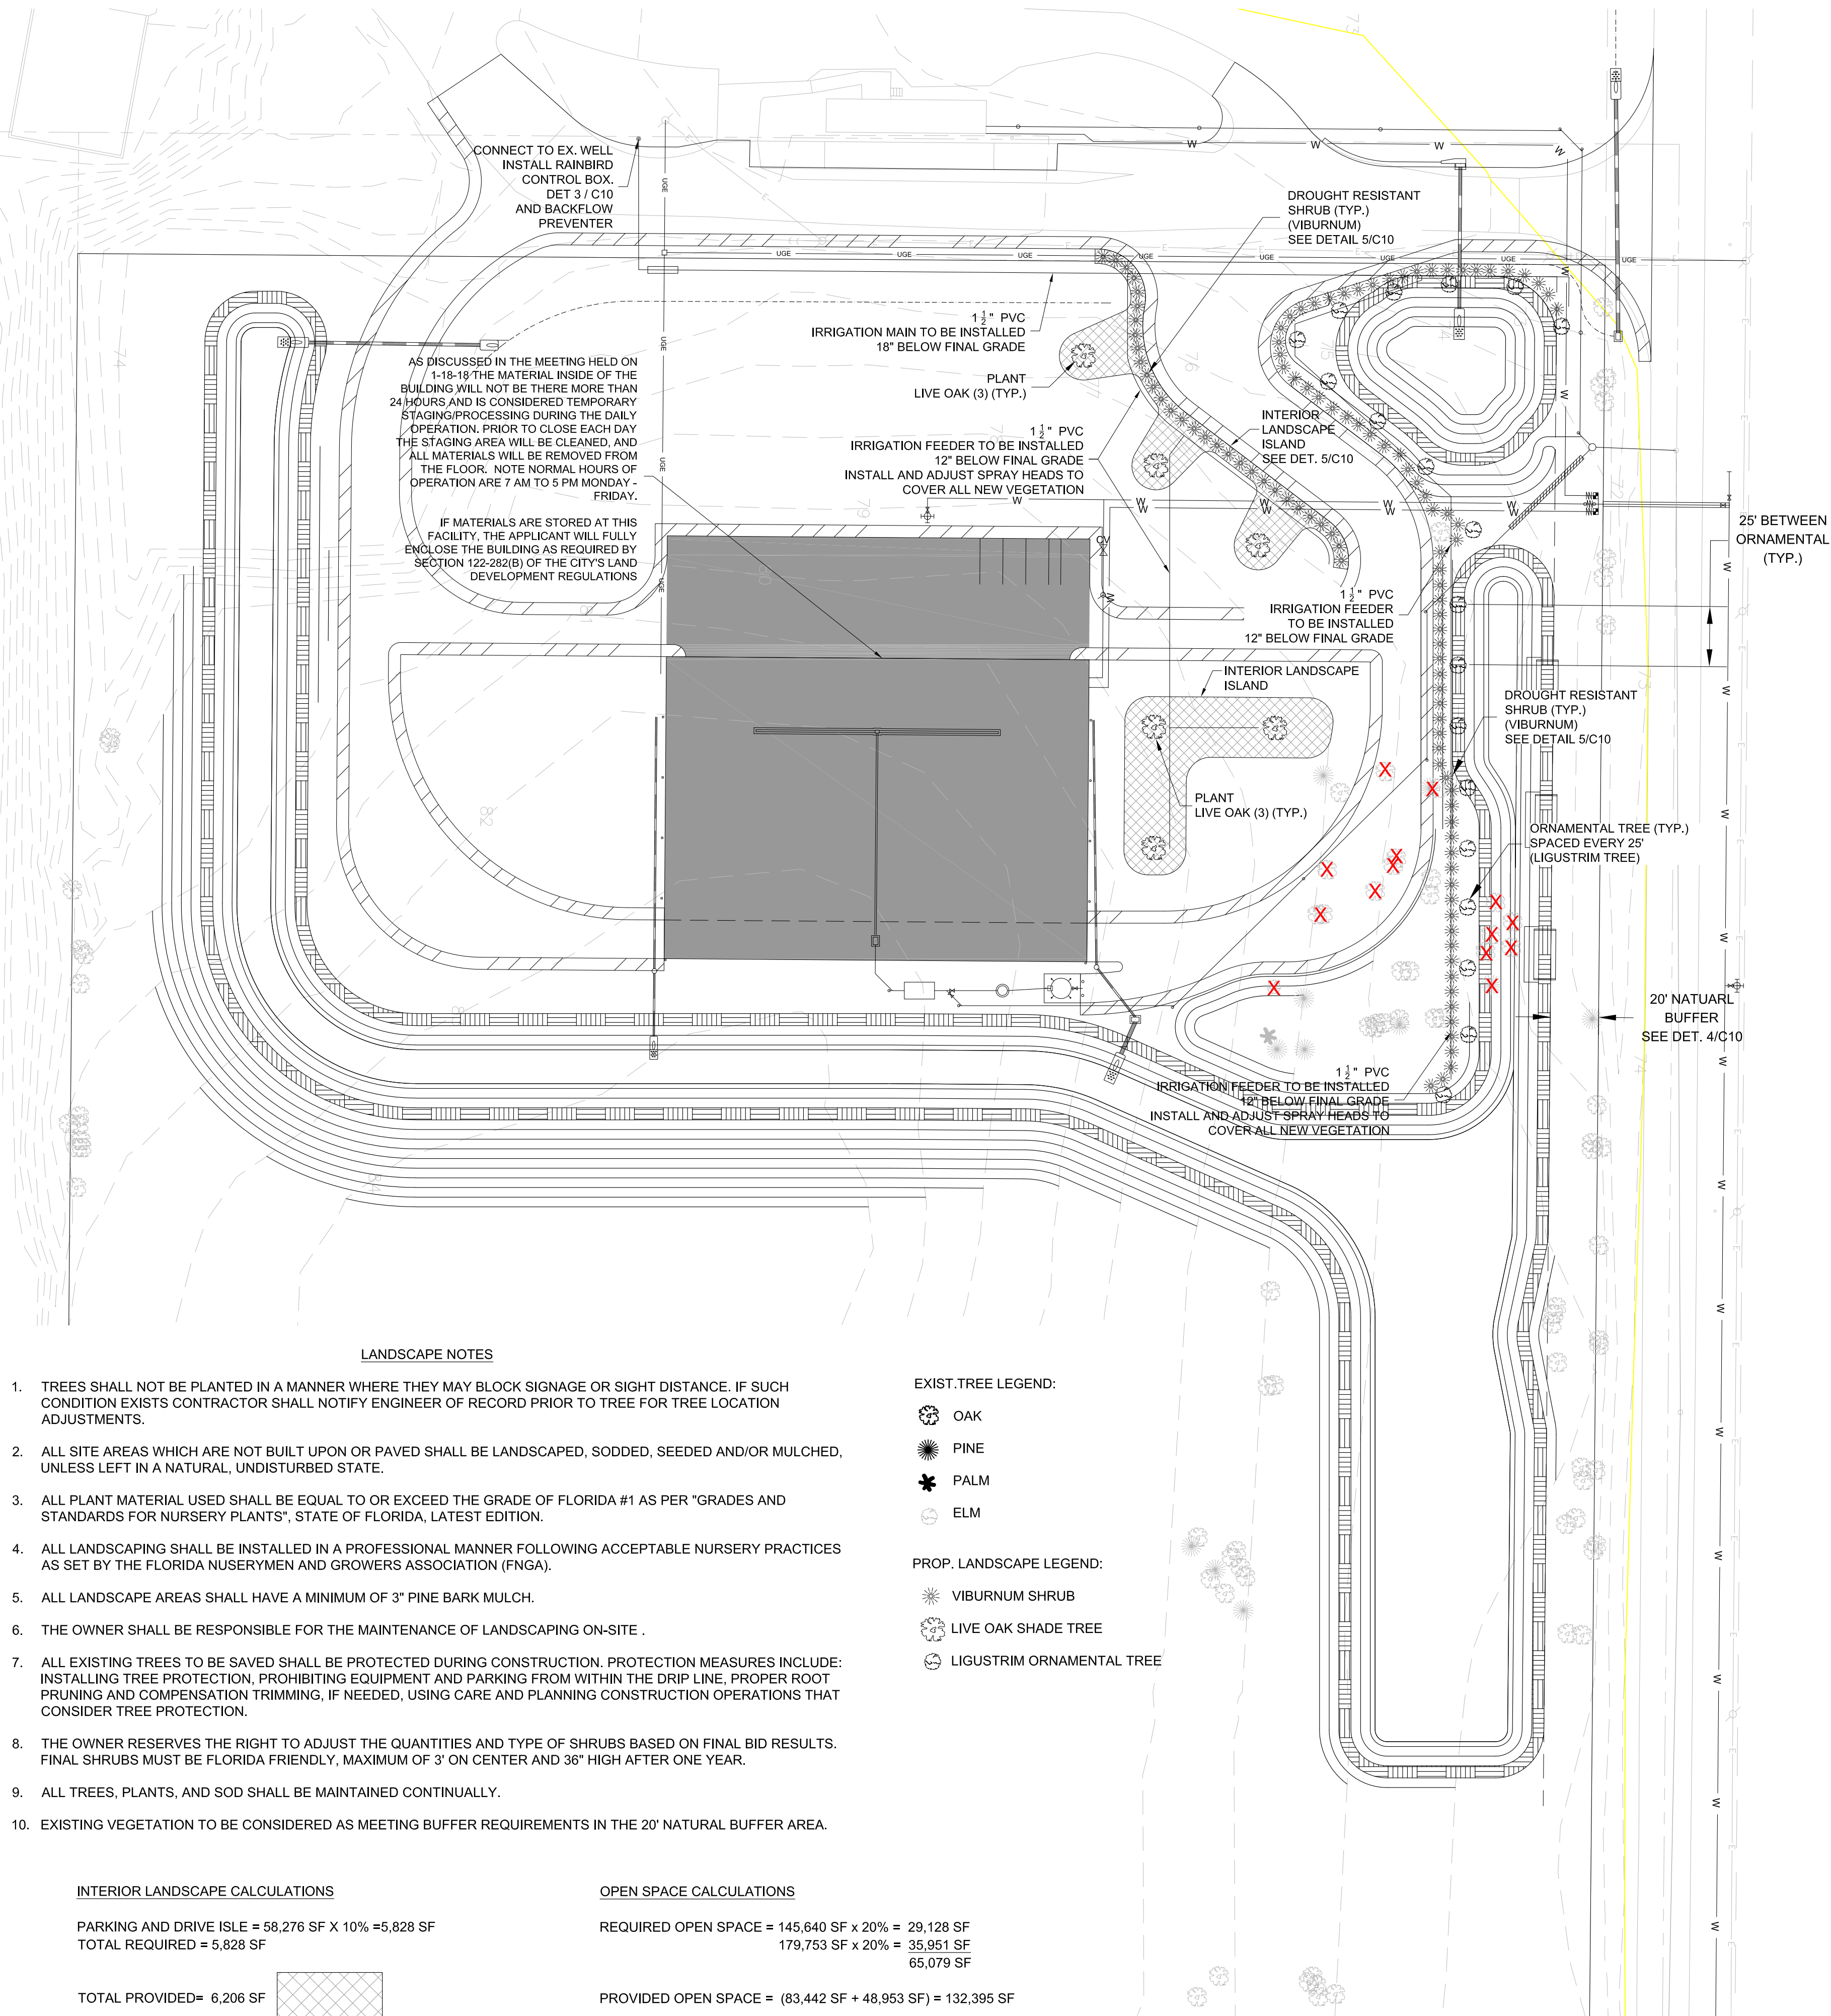 CONNECT TO EX. WELL
INSTALL RAINBIRD
CONTROL BOX.
DET 3 / C10
AND BACKFLOW
PREVENTER
DROUGHT RESISTANT
SHRUB (TYP.)
(VIBURNUM)
SEE DETAIL 5/C10
UGE UGE UGE UGE UGE UGE UGE UGE
UGE
UGE
UGE
UGE
W W W W
1 1/2" PVC
IRRIGATION MAIN TO BE INSTALLED
18" BELOW FINAL GRADE
AS DISCUSSED IN THE MEETING HELD ON
1-18-18 THE MATERIAL INSIDE OF THE
BUILDING WILL NOT BE THERE MORE THAN
24 HOURS AND IS CONSIDERED TEMPORARY
STAGING/PROCESSING DURING THE DAILY
OPERATION. PRIOR TO CLOSE EACH DAY
THE STAGING AREA WILL BE CLEANED, AND
ALL MATERIALS WILL BE REMOVED FROM
THE FLOOR. NOTE NORMAL HOURS OF
OPERATION ARE 7 AM TO 5 PM MONDAY -
FRIDAY.
IF MATERIALS ARE STORED AT THIS
FACILITY, THE APPLICANT WILL FULLY
ENCLOSE THE BUILDING AS REQUIRED BY
SECTION 122-282(B) OF THE CITY'S LAND
DEVELOPMENT REGULATIONS
PLANT
LIVE OAK (3) (TYP.)
1 1/2" PVC
IRRIGATION FEEDER TO BE INSTALLED
12" BELOW FINAL GRADE
INSTALL AND ADJUST SPRAY HEADS TO
COVER ALL NEW VEGETATION
INTERIOR
LANDSCAPE
ISLAND
SEE DET. 5/C10
W W W W W
CV
25' BETWEEN
ORNAMENTAL
(TYP.)
1 1/2" PVC
IRRIGATION FEEDER
TO BE INSTALLED
12" BELOW FINAL GRADE
INTERIOR LANDSCAPE
ISLAND
DROUGHT RESISTANT
SHRUB (TYP.)
(VIBURNUM)
SEE DETAIL 5/C10
PLANT
LIVE OAK (3) (TYP.)
ORNAMENTAL TREE (TYP.)
SPACED EVERY 25'
(LIGUSTRIM TREE)
20' NATUARL
BUFFER
SEE DET. 4/C10
1 1/2" PVC
IRRIGATION FEEDER TO BE INSTALLED
12" BELOW FINAL GRADE
INSTALL AND ADJUST SPRAY HEADS TO
COVER ALL NEW VEGETATION
LANDSCAPE NOTES
1. TREES SHALL NOT BE PLANTED IN A MANNER WHERE THEY MAY BLOCK SIGNAGE OR SIGHT DISTANCE. IF SUCH
CONDITION EXISTS CONTRACTOR SHALL NOTIFY ENGINEER OF RECORD PRIOR TO TREE FOR TREE LOCATION
ADJUSTMENTS.
2. ALL SITE AREAS WHICH ARE NOT BUILT UPON OR PAVED SHALL BE LANDSCAPED, SODDED, SEEDED AND/OR MULCHED,
UNLESS LEFT IN A NATURAL, UNDISTURBED STATE.
3. ALL PLANT MATERIAL USED SHALL BE EQUAL TO OR EXCEED THE GRADE OF FLORIDA #1 AS PER "GRADES AND
STANDARDS FOR NURSERY PLANTS", STATE OF FLORIDA, LATEST EDITION.
4. ALL LANDSCAPING SHALL BE INSTALLED IN A PROFESSIONAL MANNER FOLLOWING ACCEPTABLE NURSERY PRACTICES
AS SET BY THE FLORIDA NUSERYMEN AND GROWERS ASSOCIATION (FNGA).
5. ALL LANDSCAPE AREAS SHALL HAVE A MINIMUM OF 3" PINE BARK MULCH.
6. THE OWNER SHALL BE RESPONSIBLE FOR THE MAINTENANCE OF LANDSCAPING ON-SITE .
7. ALL EXISTING TREES TO BE SAVED SHALL BE PROTECTED DURING CONSTRUCTION. PROTECTION MEASURES INCLUDE:
INSTALLING TREE PROTECTION, PROHIBITING EQUIPMENT AND PARKING FROM WITHIN THE DRIP LINE, PROPER ROOT
PRUNING AND COMPENSATION TRIMMING, IF NEEDED, USING CARE AND PLANNING CONSTRUCTION OPERATIONS THAT
CONSIDER TREE PROTECTION.
8. THE OWNER RESERVES THE RIGHT TO ADJUST THE QUANTITIES AND TYPE OF SHRUBS BASED ON FINAL BID RESULTS.
FINAL SHRUBS MUST BE FLORIDA FRIENDLY, MAXIMUM OF 3' ON CENTER AND 36" HIGH AFTER ONE YEAR.
9. ALL TREES, PLANTS, AND SOD SHALL BE MAINTAINED CONTINUALLY.
10. EXISTING VEGETATION TO BE CONSIDERED AS MEETING BUFFER REQUIREMENTS IN THE 20' NATURAL BUFFER AREA.
EXIST.TREE LEGEND:
OAK
PINE
PALM
ELM
PROP. LANDSCAPE LEGEND:
VIBURNUM SHRUB
LIVE OAK SHADE TREE
LIGUSTRIM ORNAMENTAL TREE
INTERIOR LANDSCAPE CALCULATIONS
PARKING AND DRIVE ISLE = 58,276 SF X 10% =5,828 SF
TOTAL REQUIRED = 5,828 SF
TOTAL PROVIDED= 6,206 SF
OPEN SPACE CALCULATIONS
REQUIRED OPEN SPACE = 145,640 SF x 20% = 29,128 SF
179,753 SF x 20% = 35,951 SF
65,079 SF
PROVIDED OPEN SPACE = (83,442 SF + 48,953 SF) = 132,395 SF